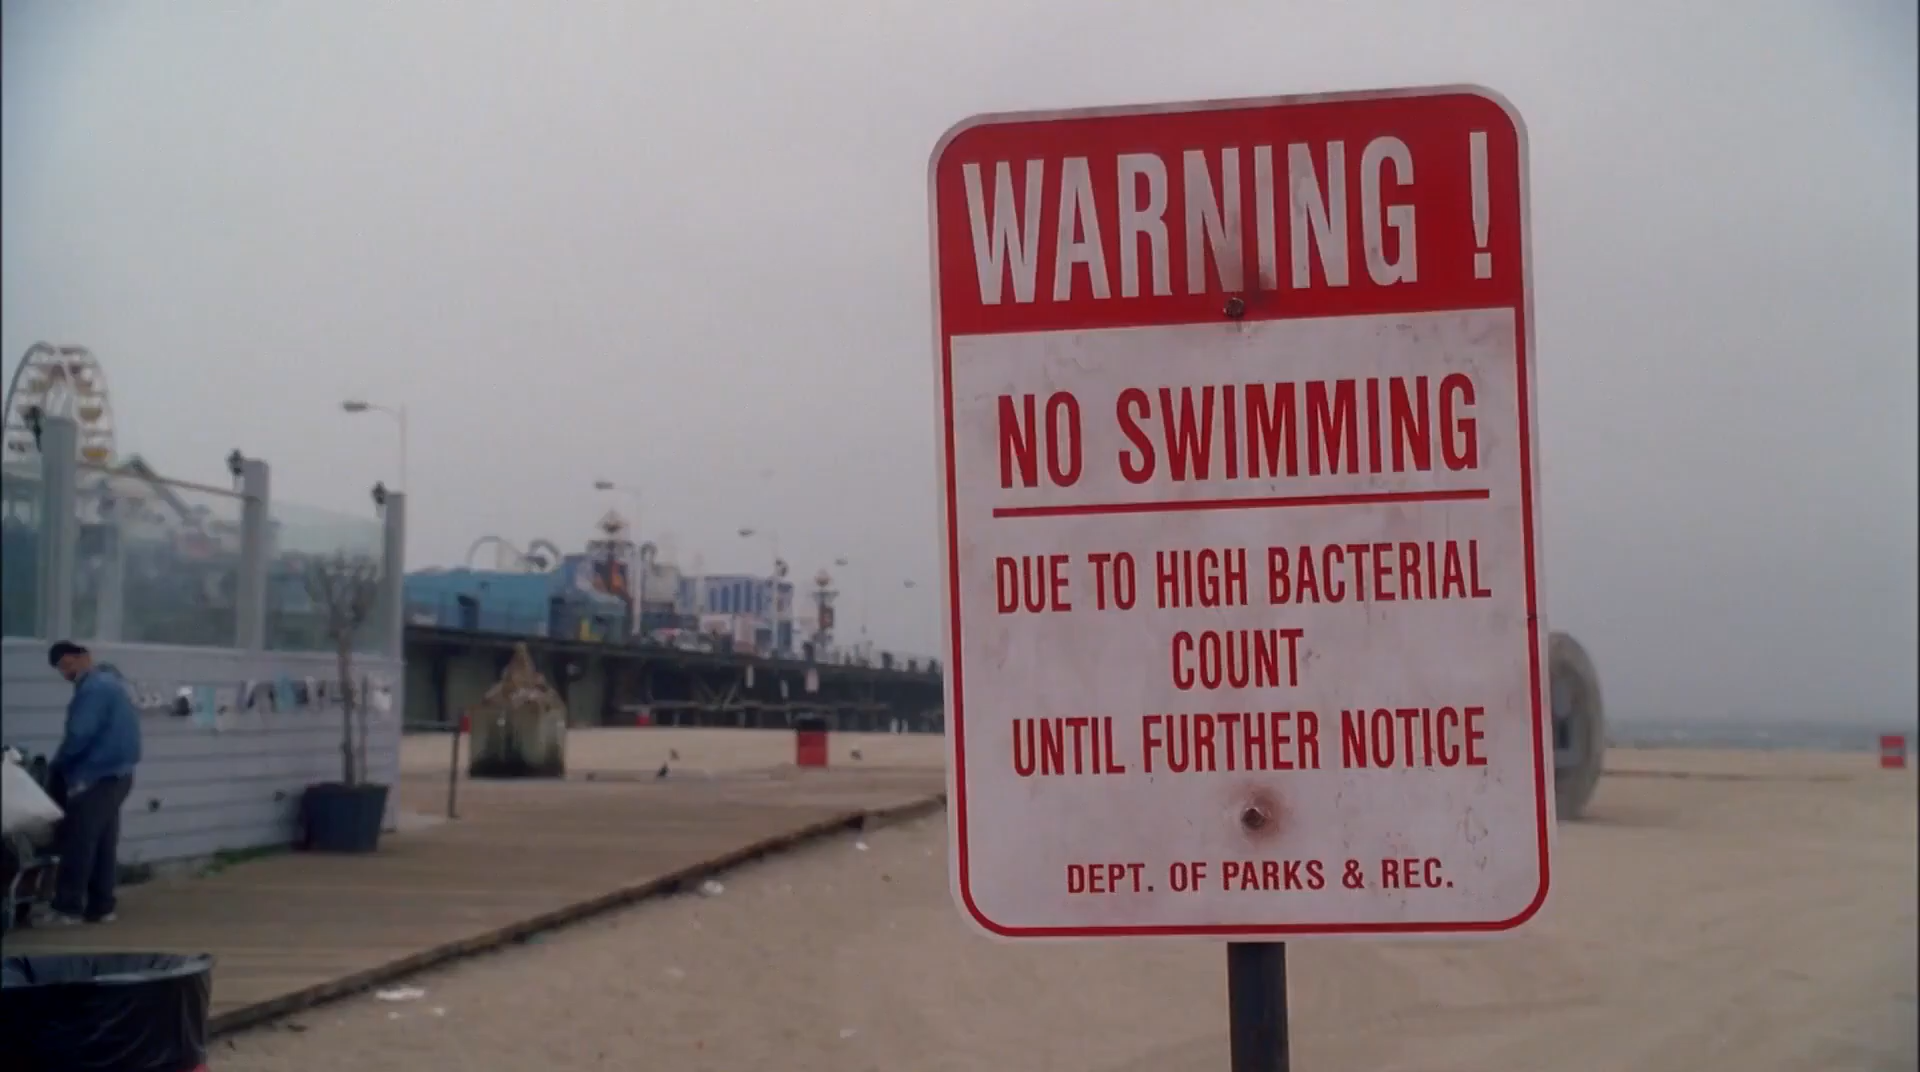 WARNING !
NO SWIMMING
DUE TO HIGH BACTERIAL
COUNT
UNTIL FURTHER NOTICE
DEPT. OF PARKS & REC.